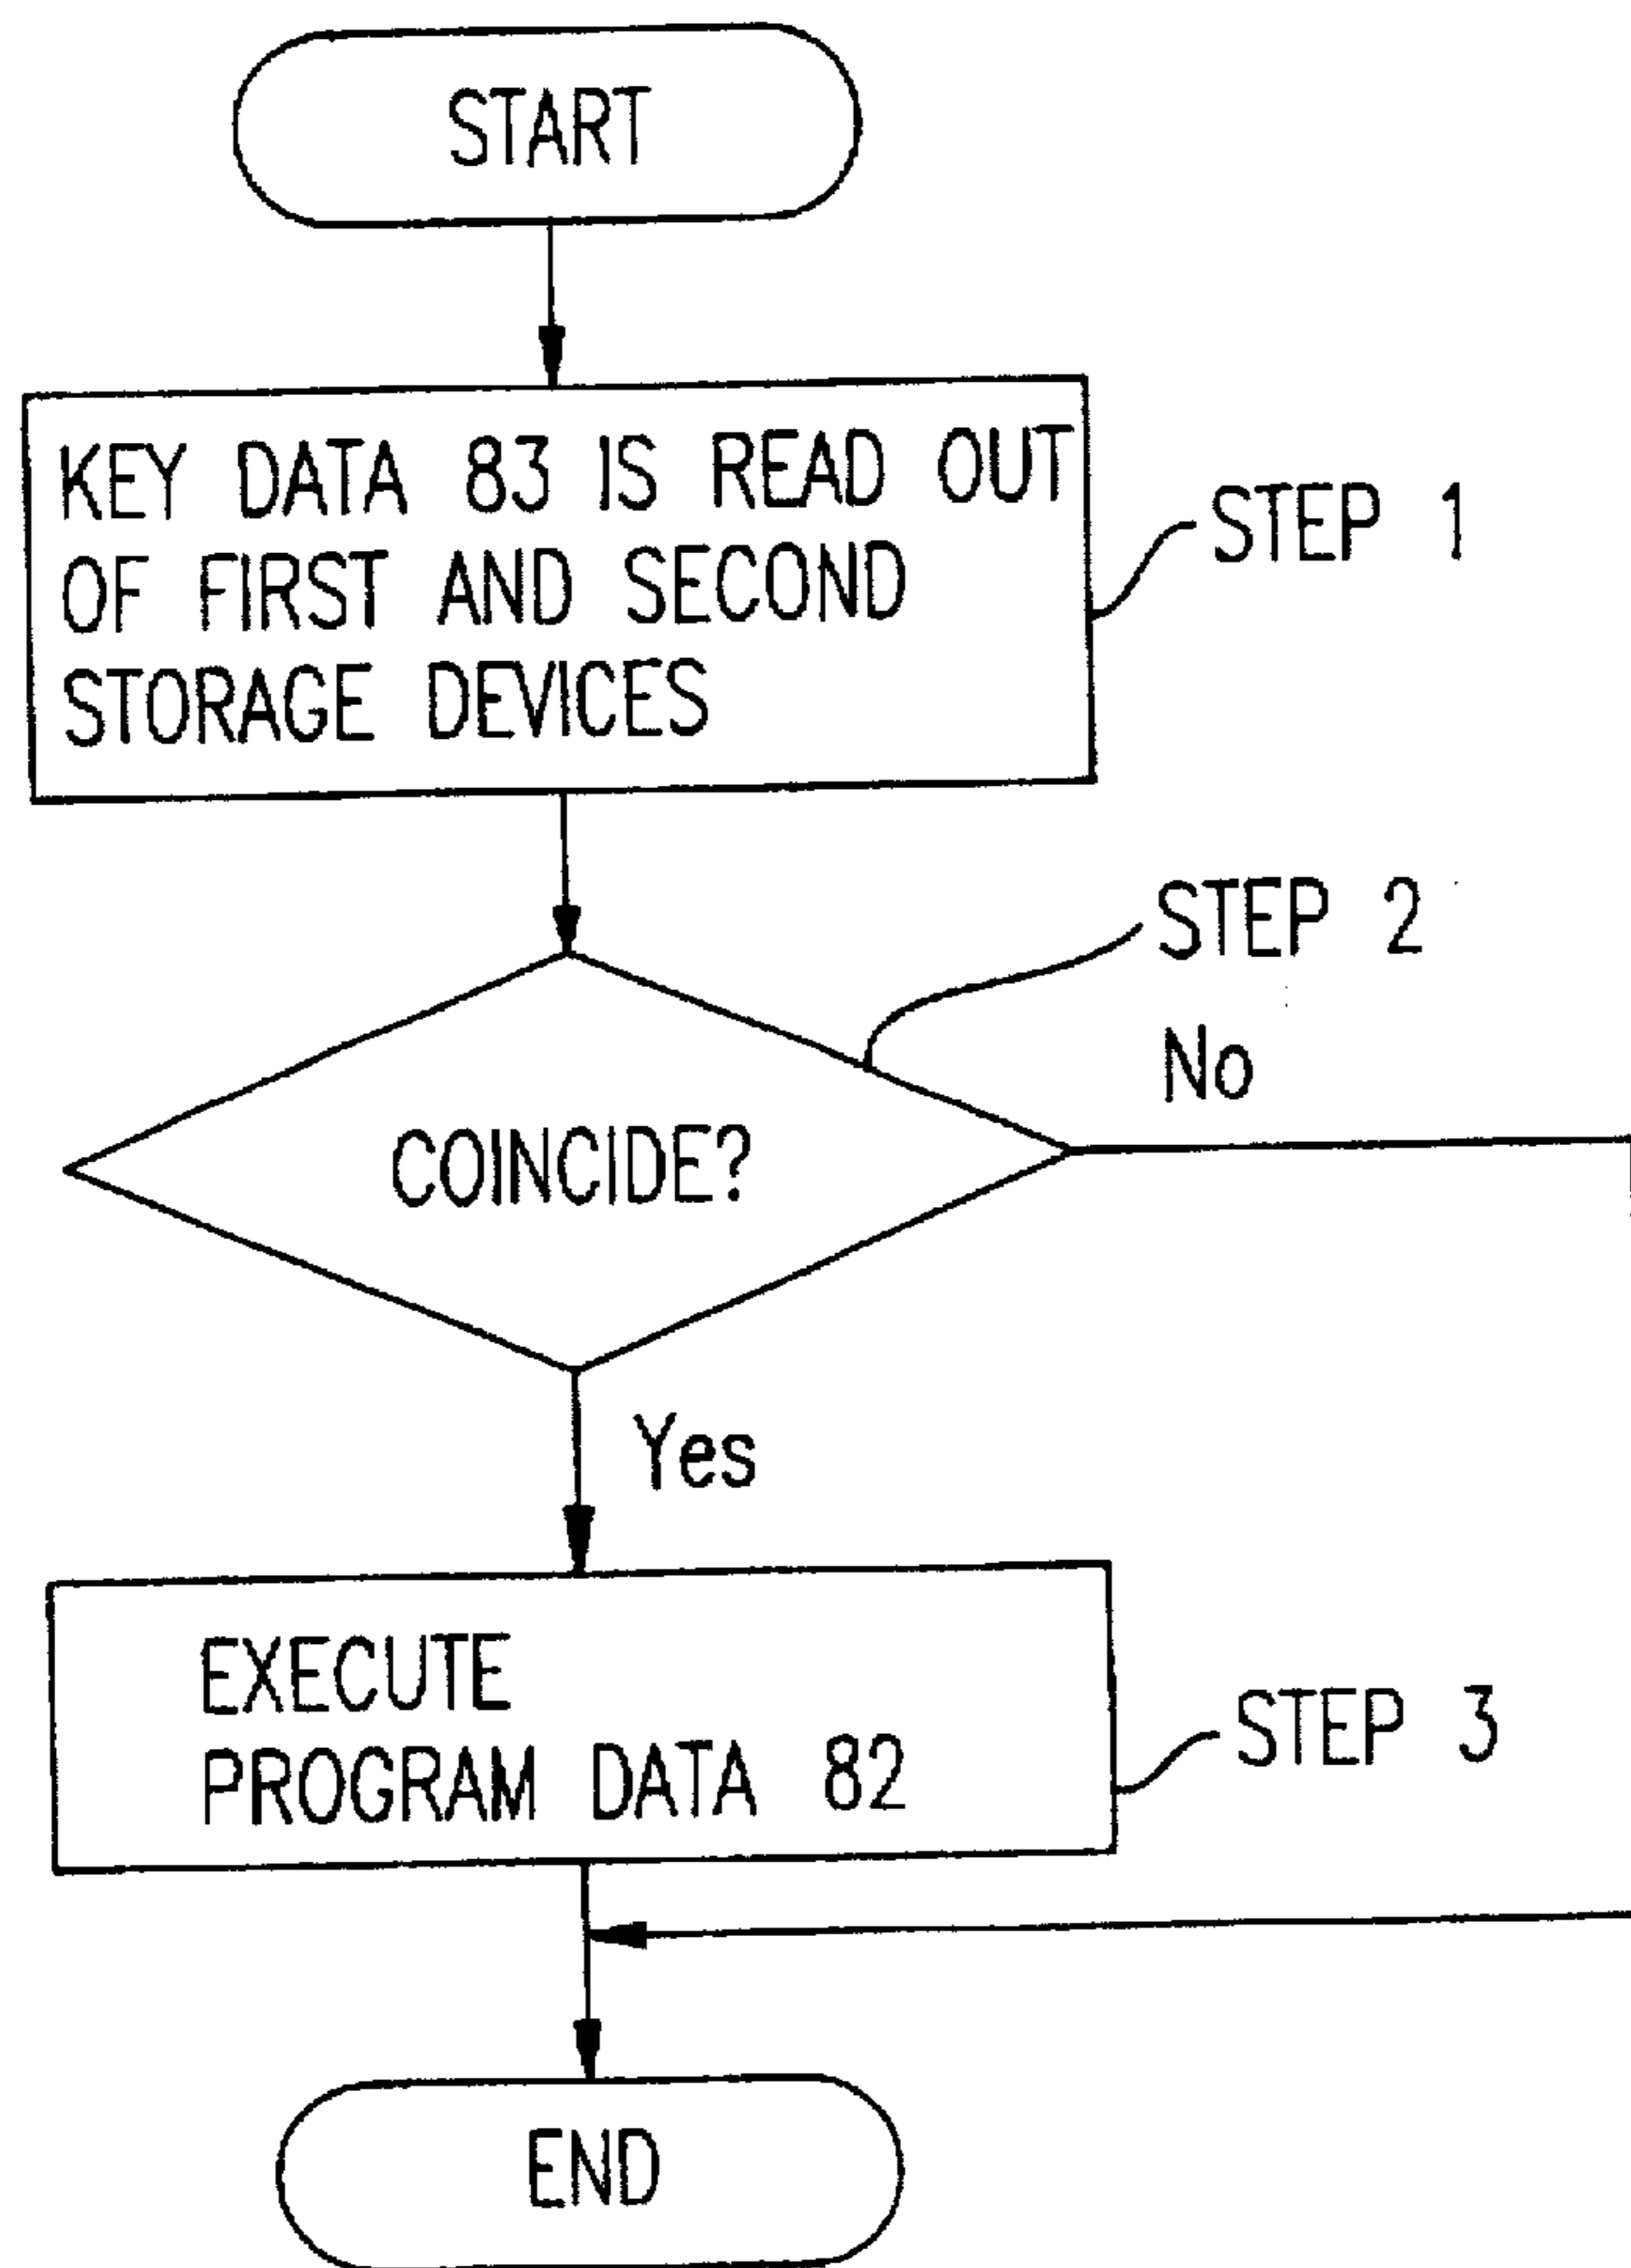 START
KEY DATA 83 IS READ OUT
OF FIRST AND SECOND
STORAGE DEVICES
STEP 1
STEP 2
No
COINCIDE?
Yes
EXECUTE
PROGRAM DATA 82
STEP 3
END